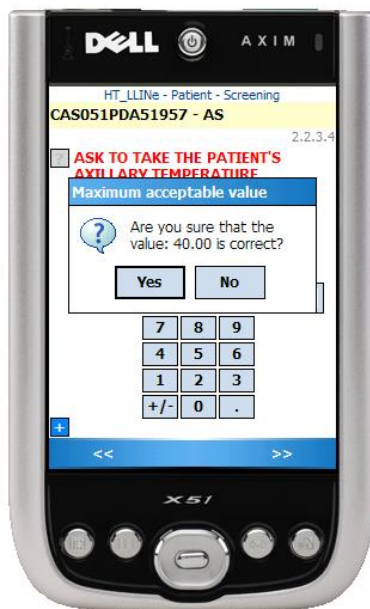 DELL
AXIM
HT_LLINe - Patient - Screening
CAS051PDA51957 - AS
2.2.3.4
? ASK TO TAKE THE PATIENT'S
AXILLARY TEMPERATURE
Maximum acceptable value
? Are you sure that the
value: 40.00 is correct?
Yes No
7 8 9
4 5 6
1 2 3
+/- 0 .
+
<< >>
X51